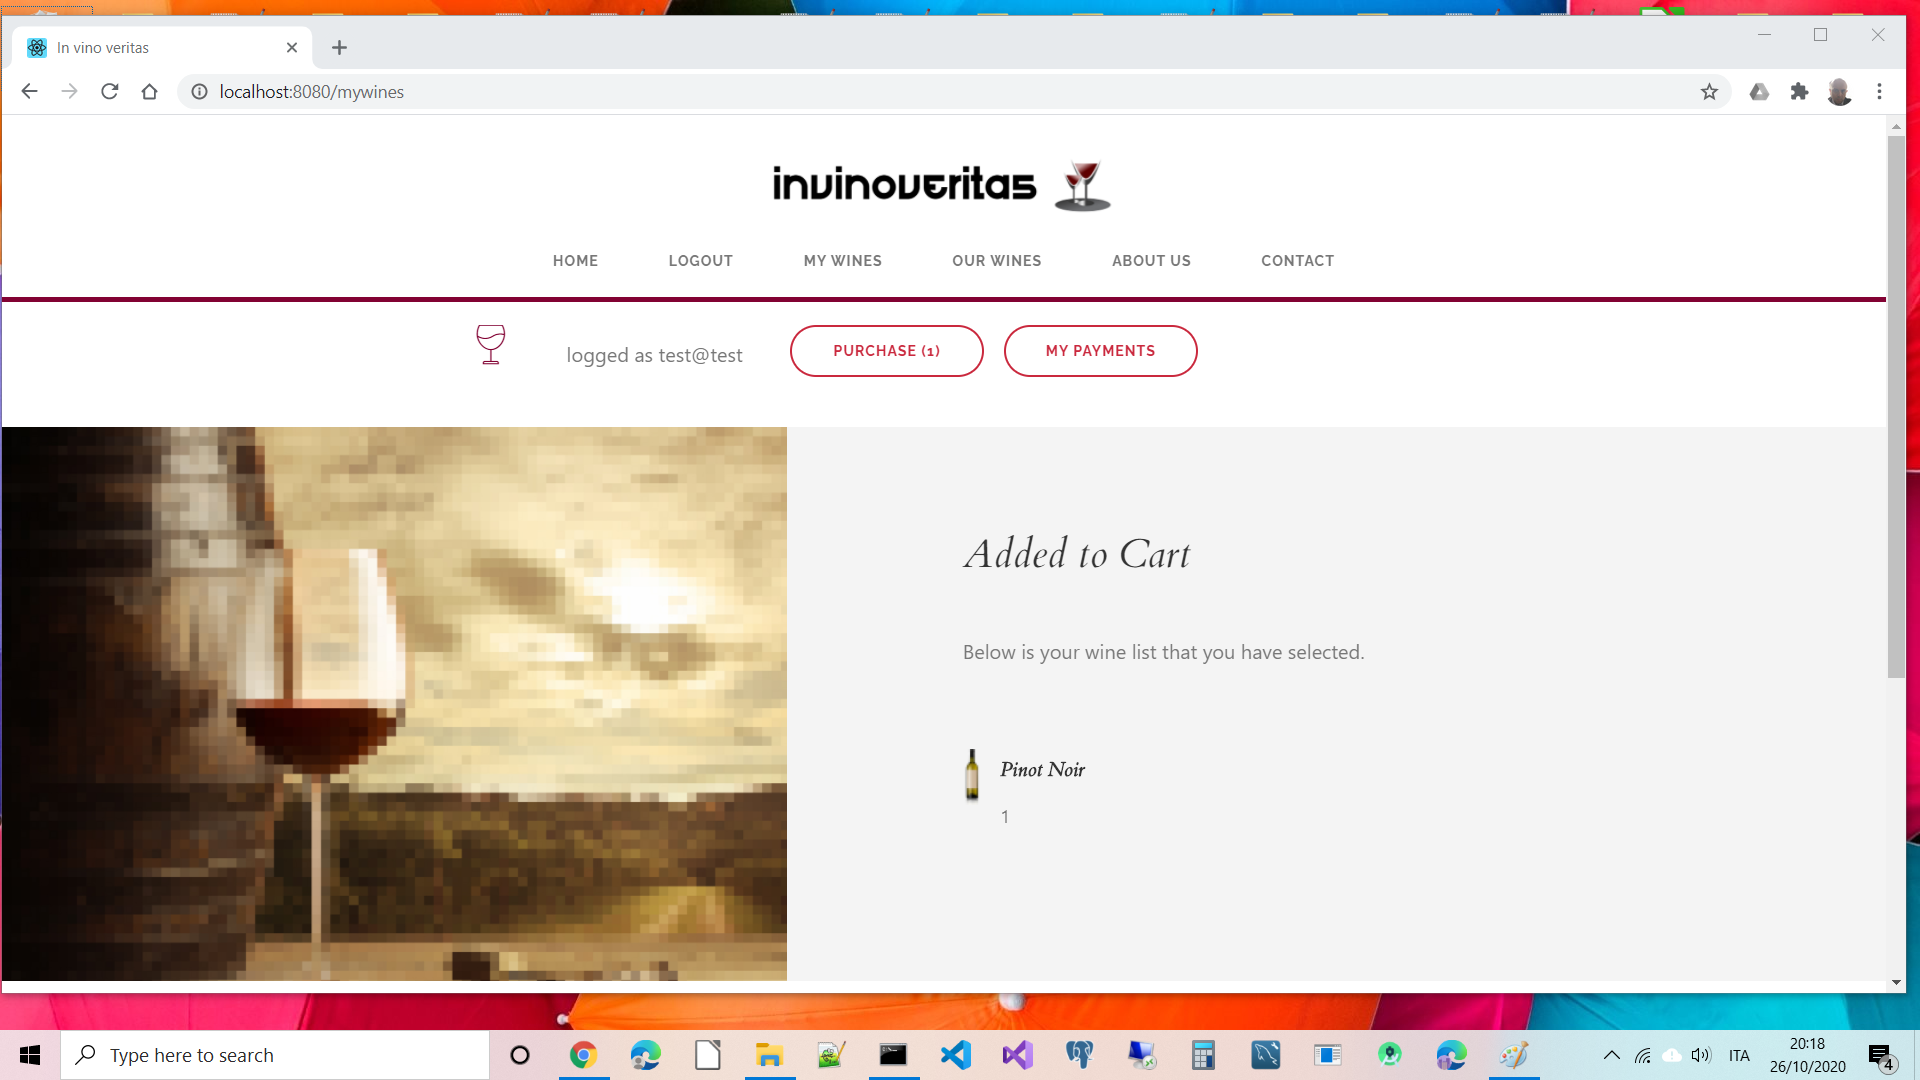 In vino veritas
localhost:8080/mywines
invinoveritas
HOME LOGOUT MY WINES OUR WINES ABOUT US CONTACT
logged as test@test PURCHASE (1) MY PAYMENTS
Added to Cart
Below is your wine list that you have selected.
Pinot Noir
1
Type here to search
ITA
20:18
26/10/2020
4